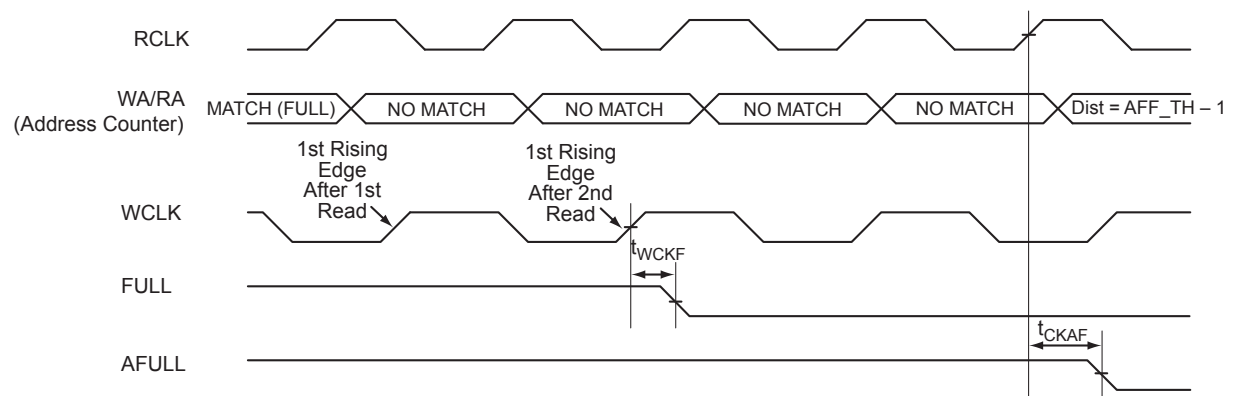 RCLK
WA/RA
(Address Counter)
MATCH (FULL)
NO MATCH
NO MATCH
NO MATCH
NO MATCH
Dist = AFF_TH – 1
1st Rising
Edge
After 1st
Read
1st Rising
Edge
After 2nd
Read
WCLK
tWCKF
FULL
tCKAF
AFULL